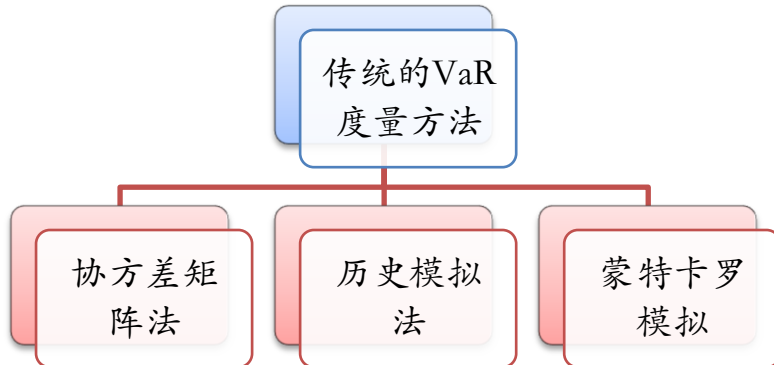 传统的VaR
度量方法
协方差矩
阵法
历史模拟
法
蒙特卡罗
模拟